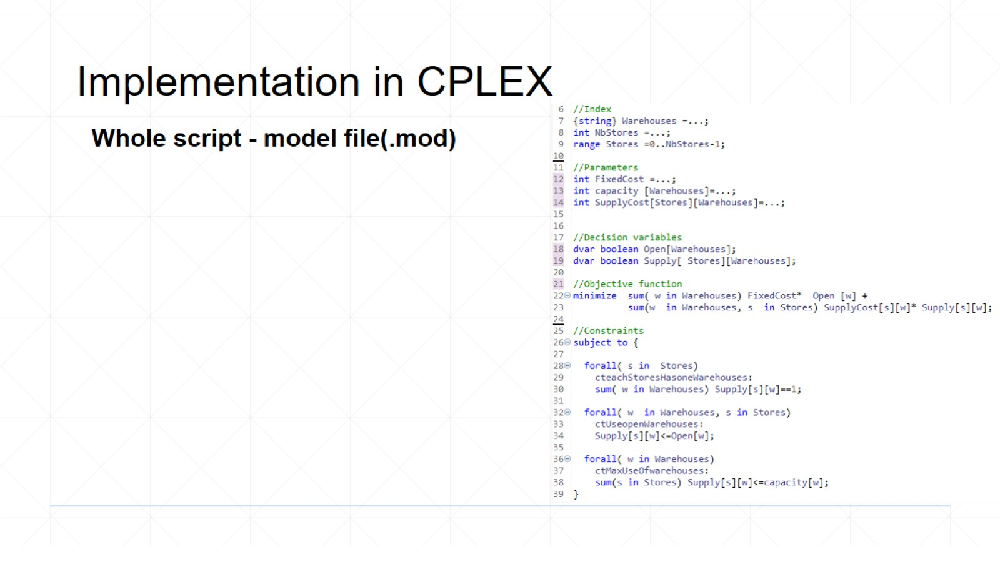 Implementation in CPLEX
Whole script - model file(.mod)
6 //Index
7 {string} Warehouses =...;
8 int NbStores =...;
9 range Stores =0..NbStores-1;
10
11 //Parameters
12 int FixedCost =...;
13 int capacity [Warehouses]=...;
14 int SupplyCost[Stores][Warehouses]=...;
15
16
17 //Decision variables
18 dvar boolean Open[Warehouses];
19 dvar boolean Supply[ Stores][Warehouses];
20
21 //Objective function
22 minimize  sum( w in Warehouses) FixedCost*  Open [w] +
23 sum(w  in Warehouses, s  in Stores) SupplyCost[s][w]* Supply[s][w];
24
25 //Constraints
26 subject to {
27
28 forall( s in  Stores)
29 cteachStoresHasoneWarehouses:
30 sum( w in Warehouses) Supply[s][w]==1;
31
32 forall( w  in Warehouses, s in Stores)
33 ctUseopenWarehouses:
34 Supply[s][w]<=Open[w];
35
36 forall( w in Warehouses)
37 ctMaxUseOfwarehouses:
38 sum(s in Stores) Supply[s][w]<=capacity[w];
39 }